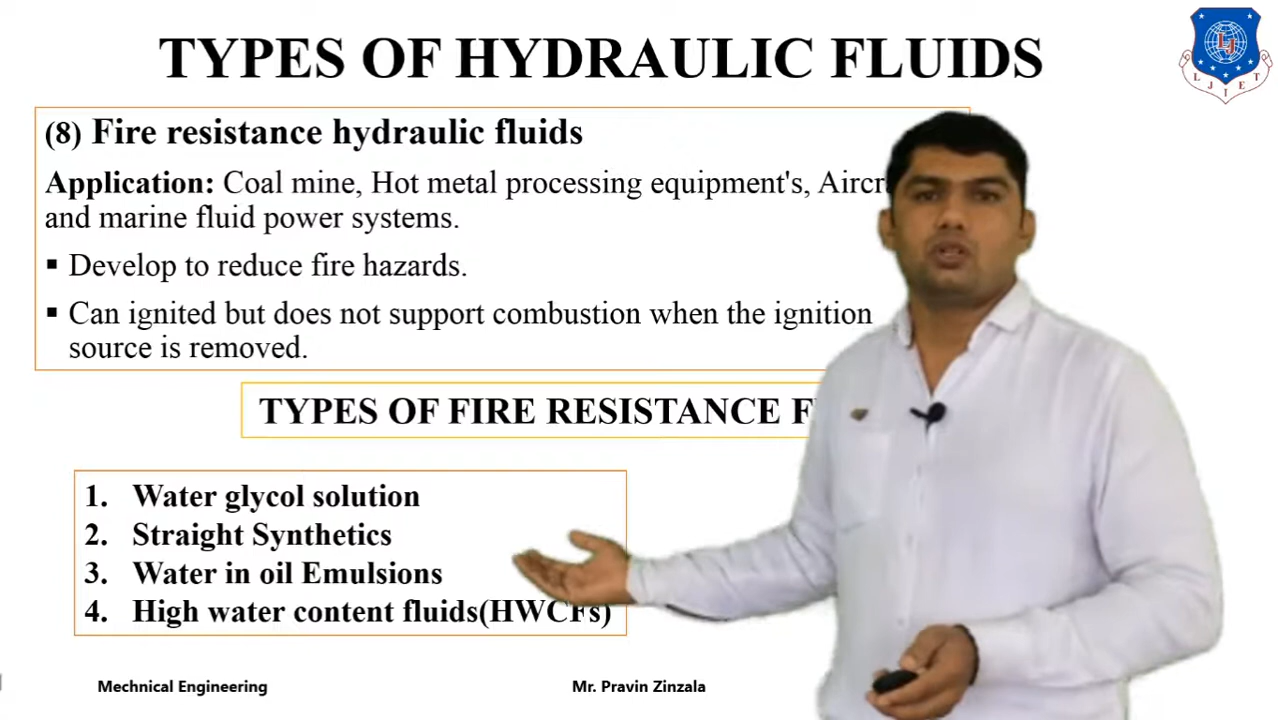 TYPES OF HYDRAULIC FLUIDS
L J I E T
(8) Fire resistance hydraulic fluids
Application: Coal mine, Hot metal processing equipment's,
and marine fluid power systems.
▪ Develop to reduce fire hazards.
▪ Can ignited but does not support combustion when the ignition
source is removed.
TYPES OF FIRE RESISTANCE
1. Water glycol solution
2. Straight Synthetics
3. Water in oil Emulsions
4. High water content fluids(HWCFs)
Mechnical Engineering
Mr. Pravin Zinzala